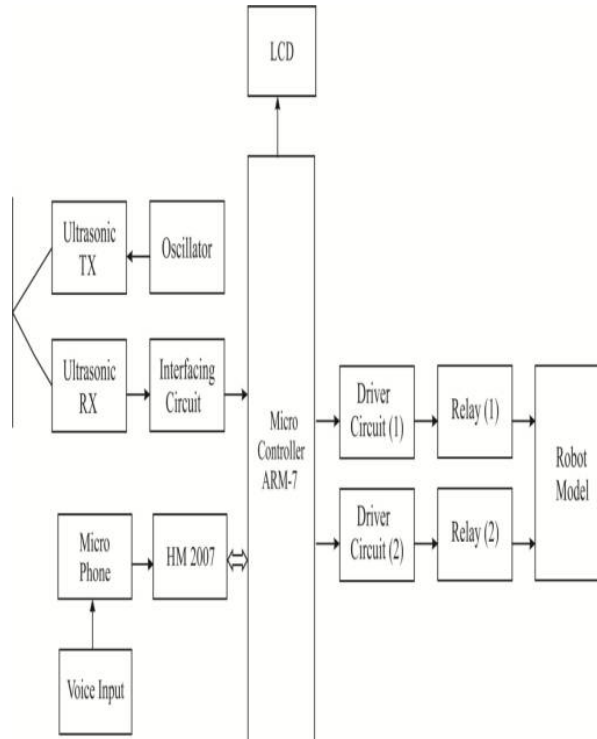 LCD
Ultrasonic
TX
Oscillator
Ultrasonic
RX
Interfacing
Circuit
Micro
Controller
ARM-7
Driver
Circuit (1)
Relay (1)
Robot
Model
Driver
Circuit (2)
Relay (2)
Micro
Phone
HM 2007
Voice Input